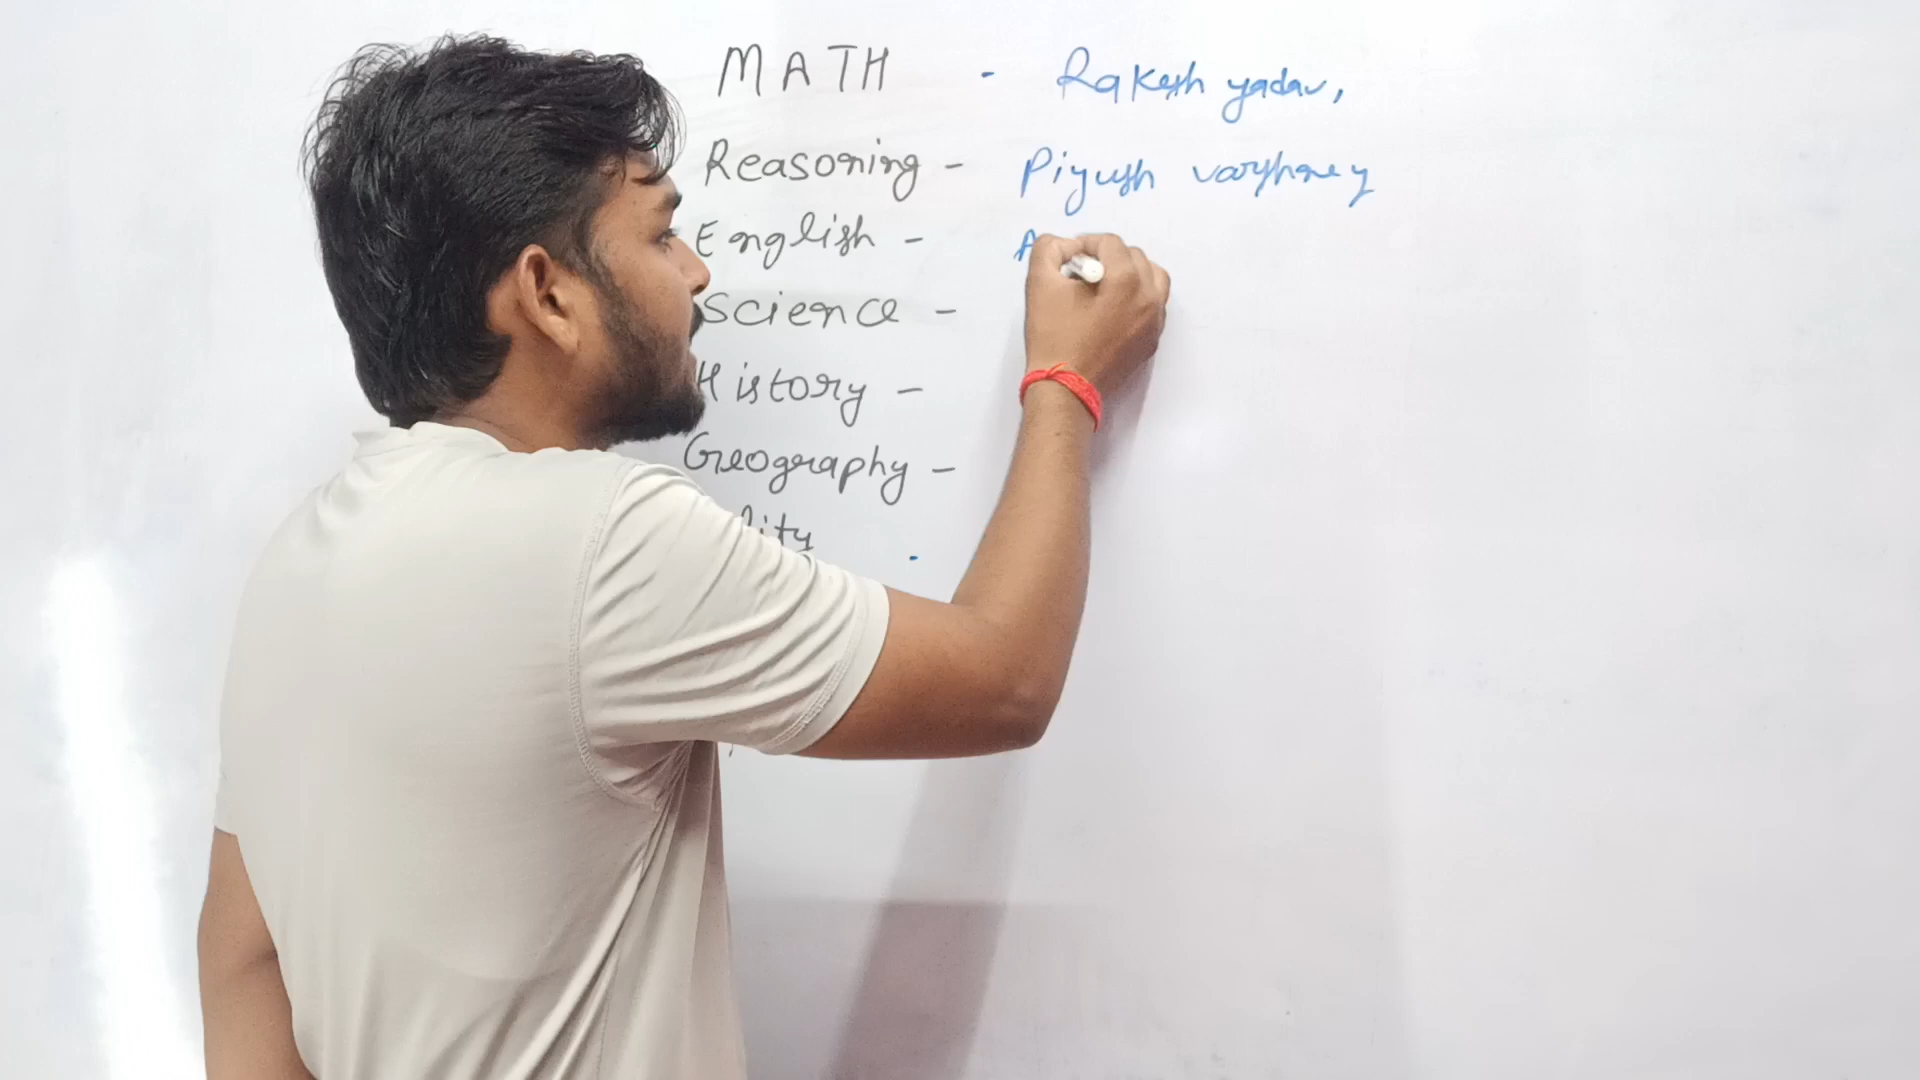 MATH - Rakesh yadav,
Reasoning - Piyush varshney
English - A
Science -
History -
Geography -
lity